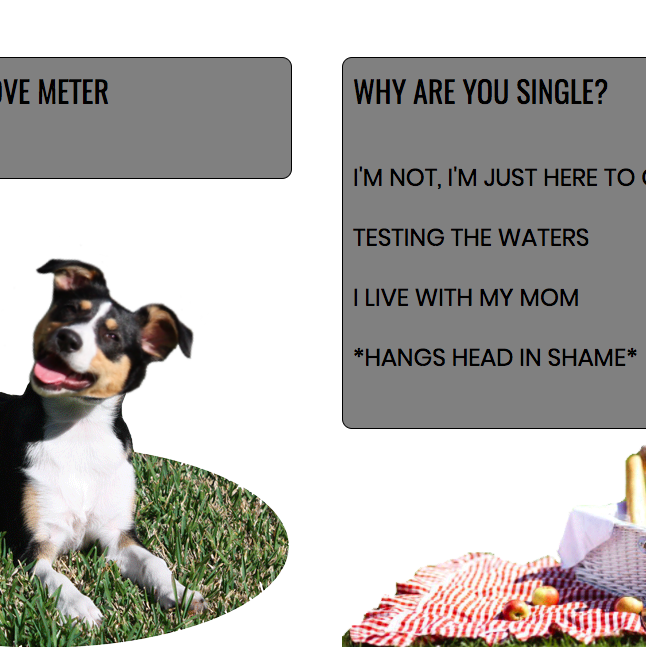 OVE METER
WHY ARE YOU SINGLE?
I'M NOT, I'M JUST HERE TO
TESTING THE WATERS
I LIVE WITH MY MOM
*HANGS HEAD IN SHAME*